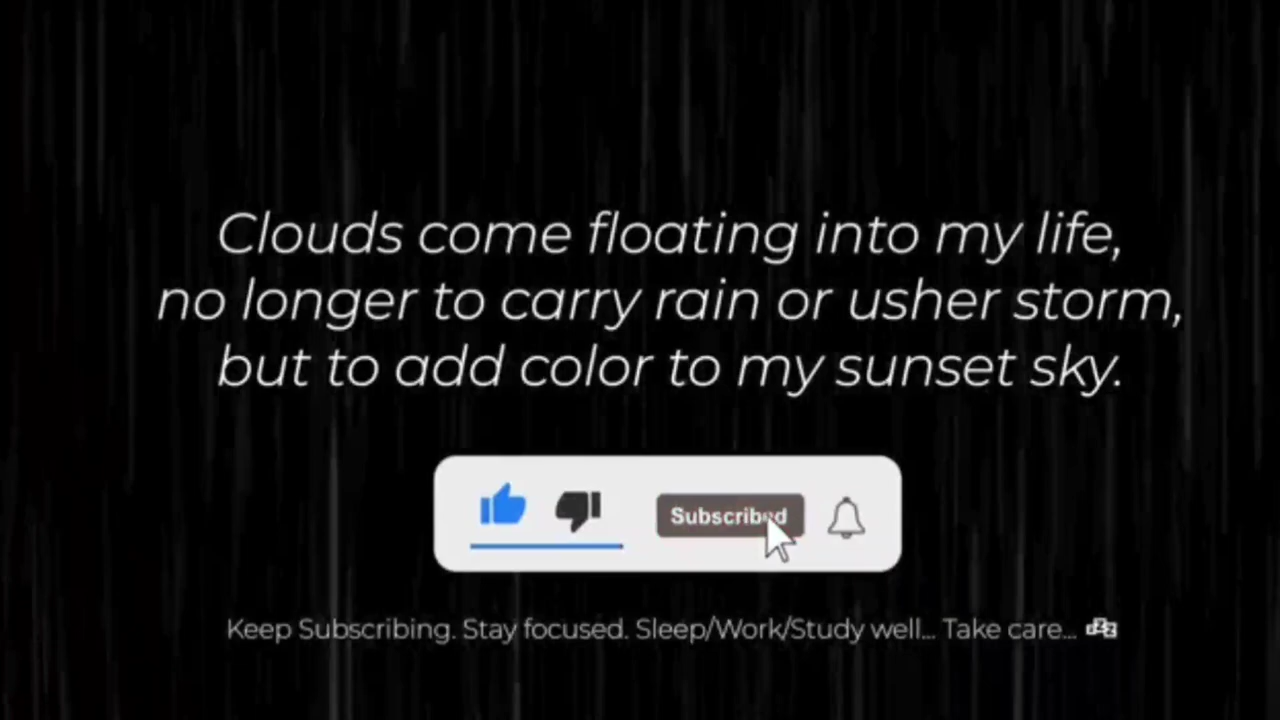 Clouds come floating into my life,
no longer to carry rain or usher storm,
but to add color to my sunset sky.
Subscribed
Keep Subscribing. Stay focused. Sleep/Work/Study well... Take care...